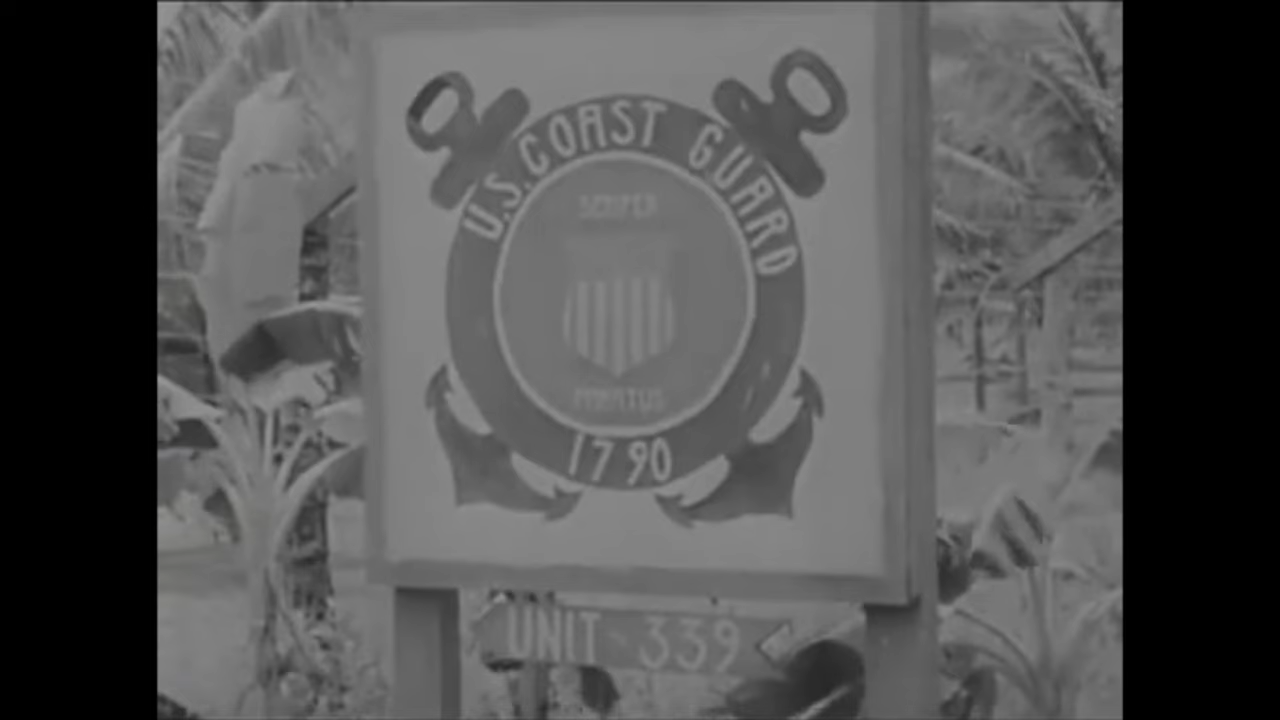 U.S. COAST GUARD
SEMPER
PARATUS
1790
UNIT 339